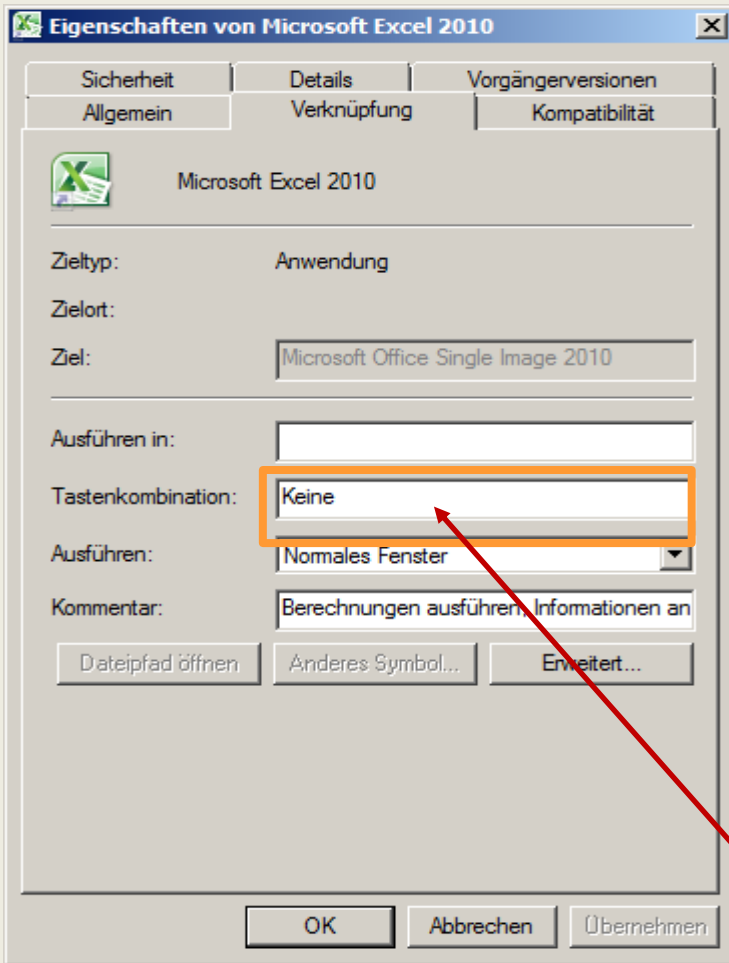 Eigenschaften von Microsoft Excel 2010
Sicherheit Details Vorgängerversionen
Allgemein Verknüpfung Kompatibilität
Microsoft Excel 2010
Zieltyp: Anwendung
Zielort:
Ziel: Microsoft Office Single Image 2010
Ausführen in:
Tastenkombination: Keine
Ausführen: Normales Fenster
Kommentar: Berechnungen ausführen, Informationen an
Dateipfad öffnen Anderes Symbol... Erweitert...
OK Abbrechen Übernehmen